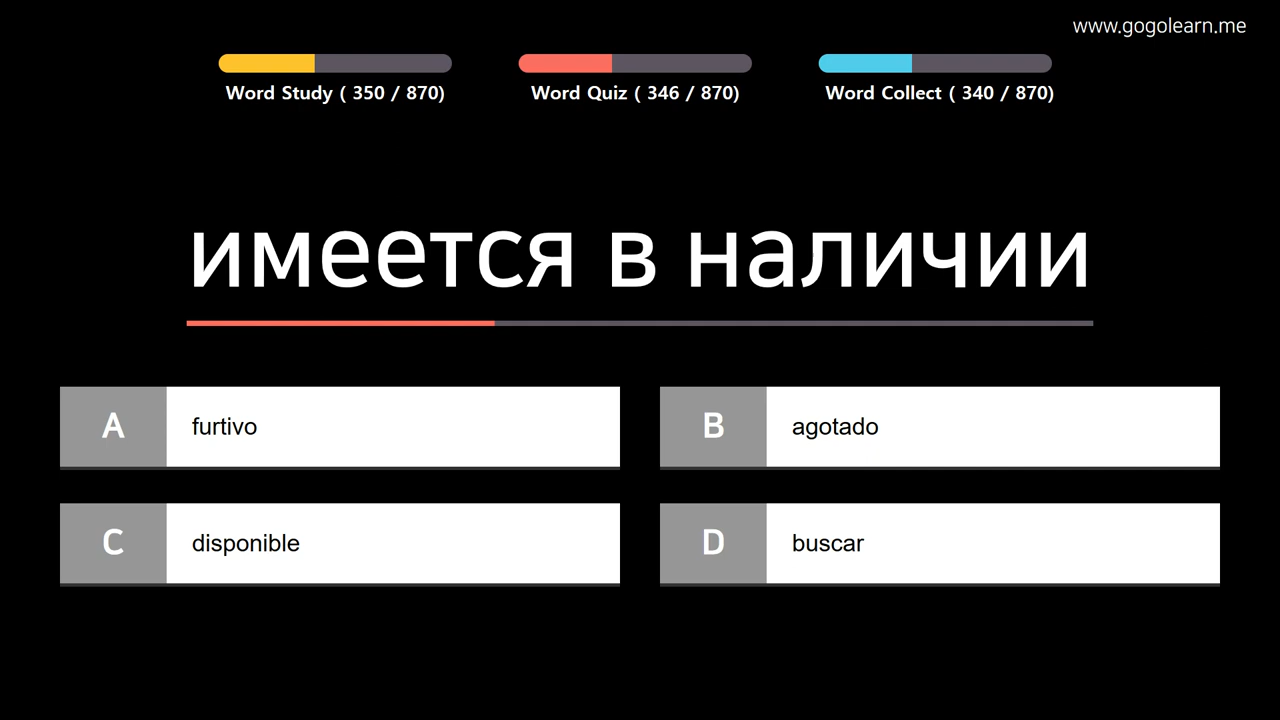 www.gogolearn.me
Word Study ( 350 / 870)
Word Quiz ( 346 / 870)
Word Collect ( 340 / 870)
имеется в наличии
A furtivo
B agotado
C disponible
D buscar